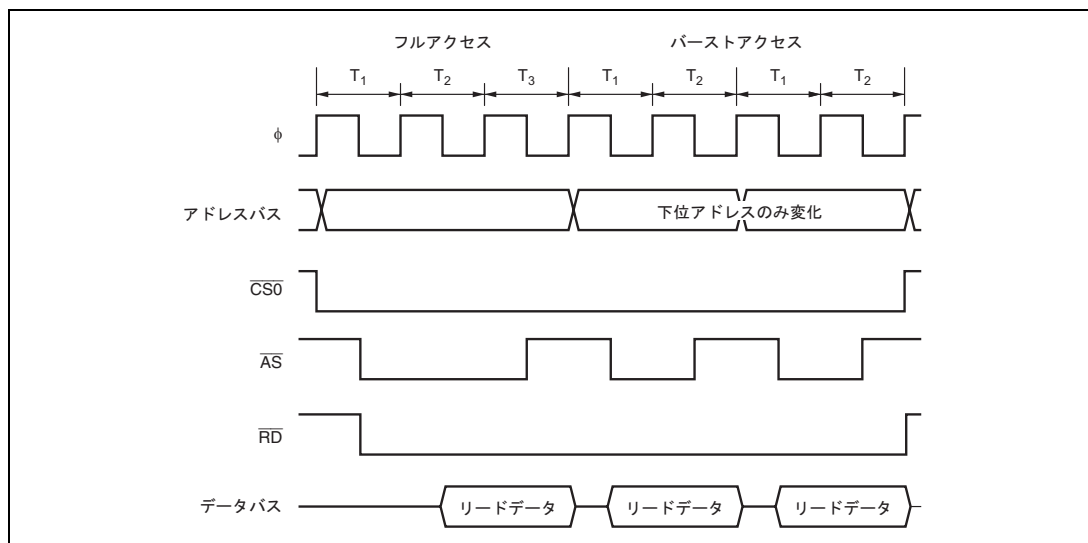 フルアクセス バーストアクセス
T₁ T₂ T₃ T₁ T₂ T₁ T₂
ϕ
アドレスバス 下位アドレスのみ変化
CS0
AS
RD
データバス リードデータ リードデータ リードデータ